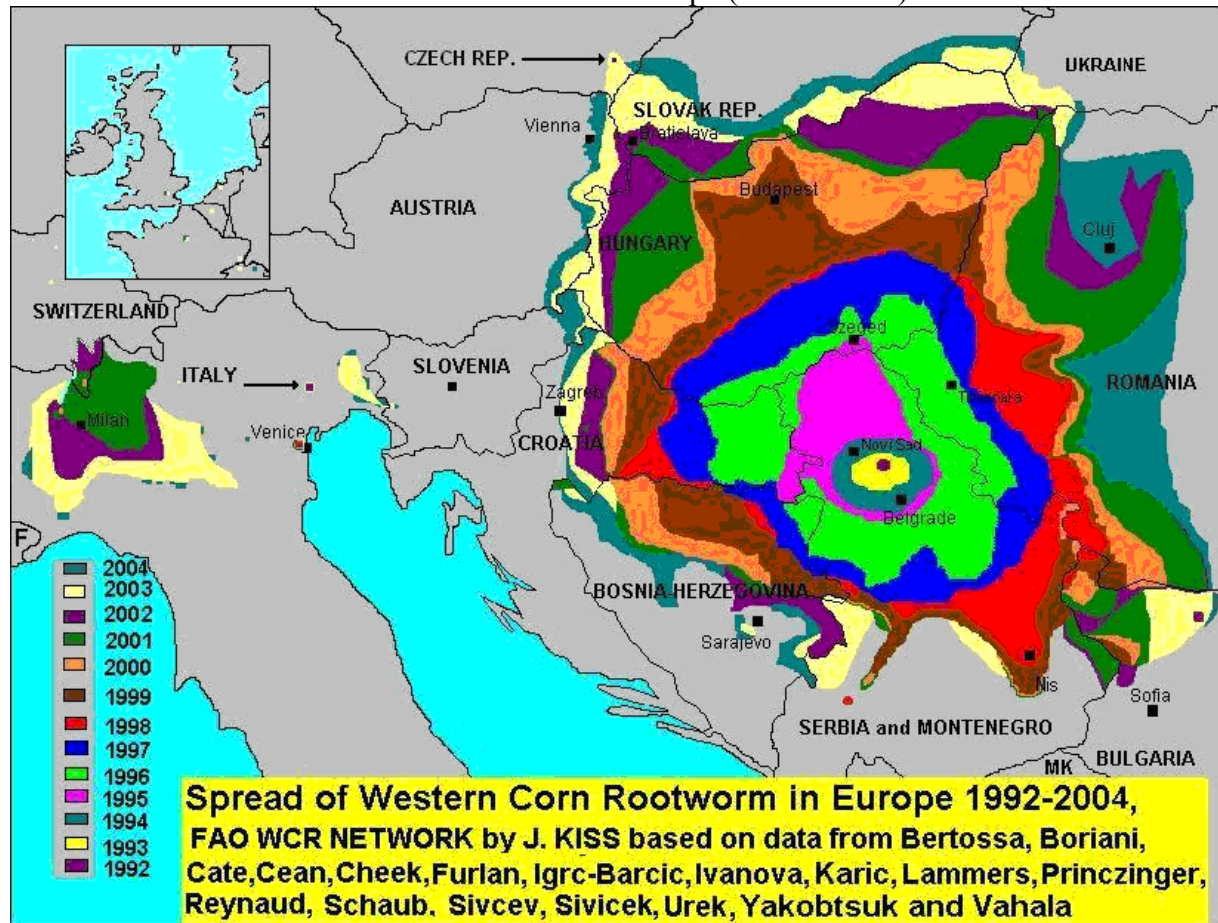 CZECH REP.
UKRAINE
SLOVAK REP.
Vienna
Bratislava
Budapest
AUSTRIA
HUNGARY
Cluj
SWITZERLAND
Szeged
SLOVENIA
ITALY
ROMANIA
Zagreb
Milan
Venice
CROATIA
Novi Sad
Belgrade
F
2004
2003
2002
2001
2000
1999
1998
1997
1996
1995
1994
1993
1992
BOSNIA-HERZEGOVINA
Sarajevo
Nis
Sofia
SERBIA and MONTENEGRO
BULGARIA
MK
Spread of Western Corn Rootworm in Europe 1992-2004,
FAO WCR NETWORK by J. KISS based on data from Bertossa, Boriani,
Cate,Cean,Cheek,Furlan, Igrc-Barcic,Ivanova, Karic, Lammers,Princzinger,
Reynaud, Schaub. Sivcev, Sivicek,Urek, Yakobtsuk and Vahala